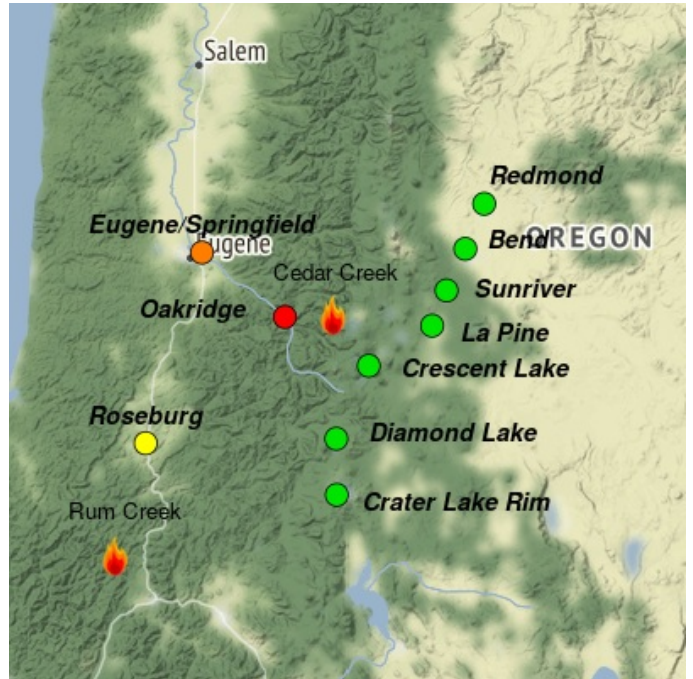 Salem
Redmond
Eugene/Springfield
Eugene
Bend
OREGON
Cedar Creek
Sunriver
Oakridge
La Pine
Crescent Lake
Roseburg
Diamond Lake
Crater Lake Rim
Rum Creek